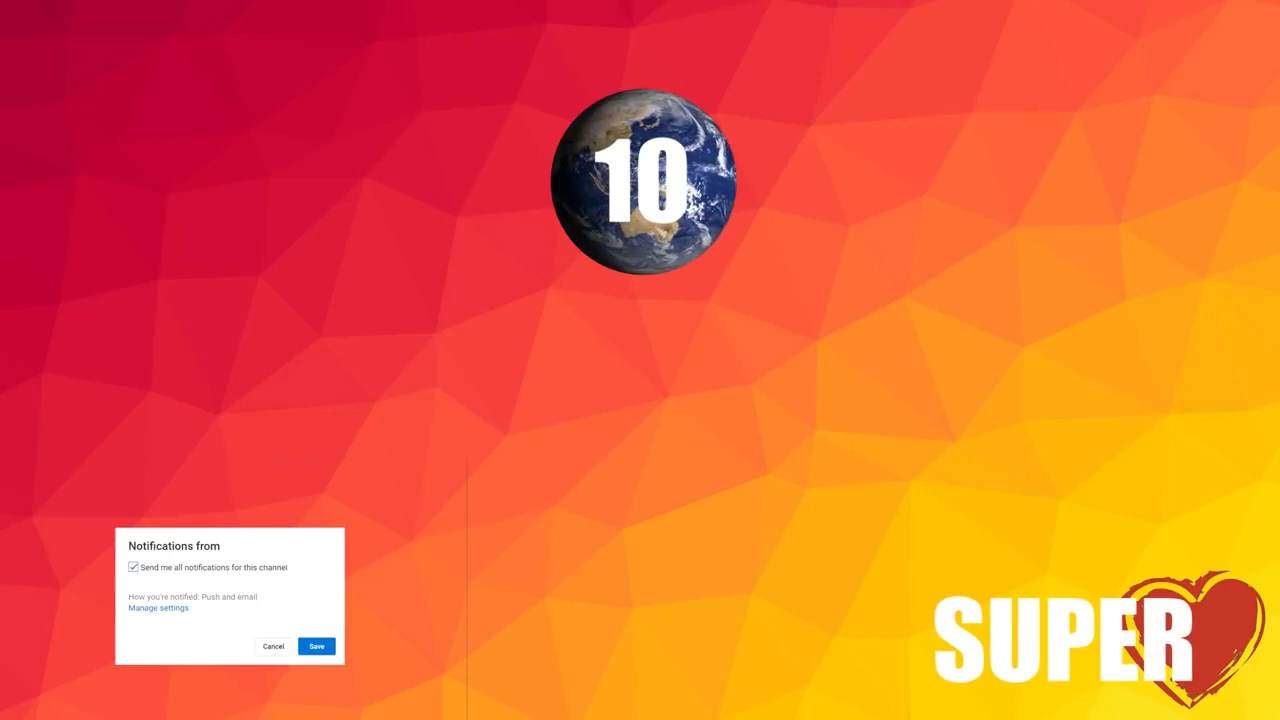 10
Notifications from
Send me all notifications for this channel
How you're notified: Push and email
Manage settings
Cancel
Save
SUPER